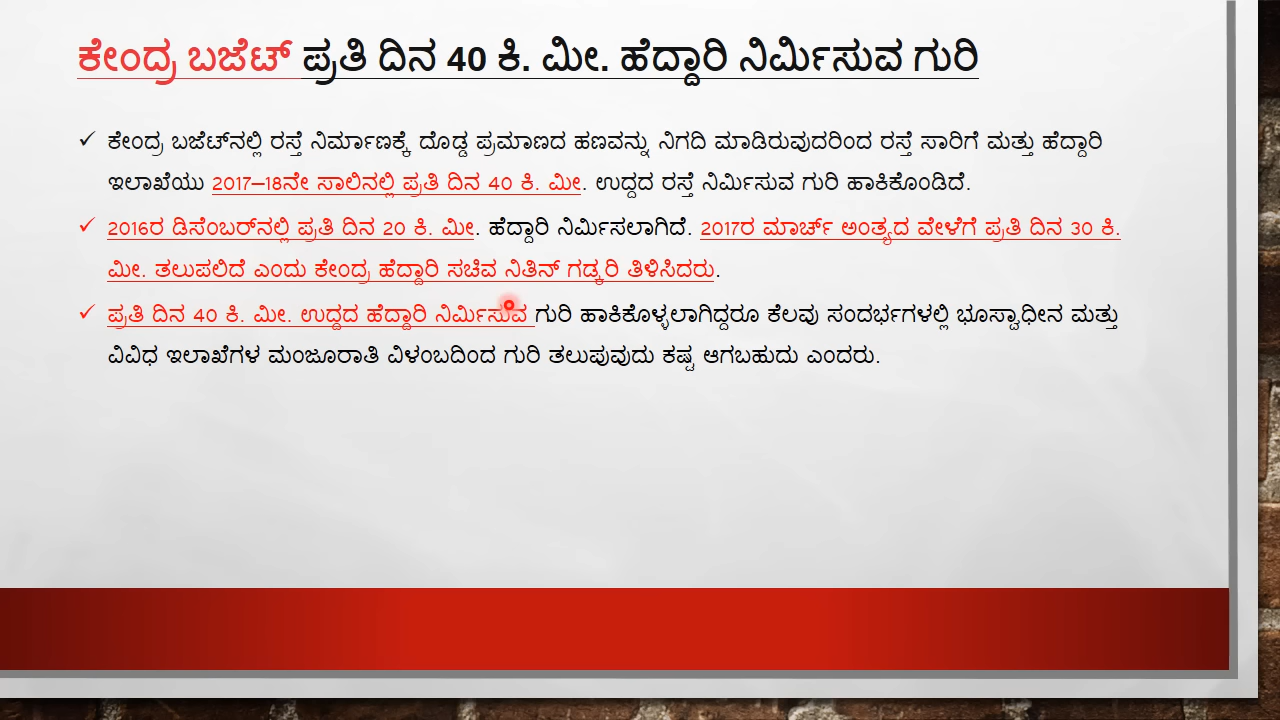 ಕೇಂದ್ರ ಬಜೆಟ್ ಪ್ರತಿ ದಿನ 40 ಕಿ. ಮೀ. ಹೆದ್ದಾರಿ ನಿರ್ಮಿಸುವ ಗುರಿ
✓ ಕೇಂದ್ರ ಬಜೆಟ್‌ನಲ್ಲಿ ರಸ್ತೆ ನಿರ್ಮಾಣಕ್ಕೆ ದೊಡ್ಡ ಪ್ರಮಾಣದ ಹಣವನ್ನು ನಿಗದಿ ಮಾಡಿರುವುದರಿಂದ ರಸ್ತೆ ಸಾರಿಗೆ ಮತ್ತು ಹೆದ್ದಾರಿ
ಇಲಾಖೆಯು 2017–18ನೇ ಸಾಲಿನಲ್ಲಿ ಪ್ರತಿ ದಿನ 40 ಕಿ. ಮೀ. ಉದ್ದದ ರಸ್ತೆ ನಿರ್ಮಿಸುವ ಗುರಿ ಹಾಕಿಕೊಂಡಿದೆ.
✓ 2016ರ ಡಿಸೆಂಬರ್‌ನಲ್ಲಿ ಪ್ರತಿ ದಿನ 20 ಕಿ. ಮೀ. ಹೆದ್ದಾರಿ ನಿರ್ಮಿಸಲಾಗಿದೆ. 2017ರ ಮಾರ್ಚ್ ಅಂತ್ಯದ ವೇಳೆಗೆ ಪ್ರತಿ ದಿನ 30 ಕಿ.
ಮೀ. ತಲುಪಲಿದೆ ಎಂದು ಕೇಂದ್ರ ಹೆದ್ದಾರಿ ಸಚಿವ ನಿತಿನ್ ಗಡ್ಕರಿ ತಿಳಿಸಿದರು.
✓ ಪ್ರತಿ ದಿನ 40 ಕಿ. ಮೀ. ಉದ್ದದ ಹೆದ್ದಾರಿ ನಿರ್ಮಿಸುವ ಗುರಿ ಹಾಕಿಕೊಳ್ಳಲಾಗಿದ್ದರೂ ಕೆಲವು ಸಂದರ್ಭಗಳಲ್ಲಿ ಭೂಸ್ವಾಧೀನ ಮತ್ತು
ವಿವಿಧ ಇಲಾಖೆಗಳ ಮಂಜೂರಾತಿ ವಿಳಂಬದಿಂದ ಗುರಿ ತಲುಪುವುದು ಕಷ್ಟ ಆಗಬಹುದು ಎಂದರು.